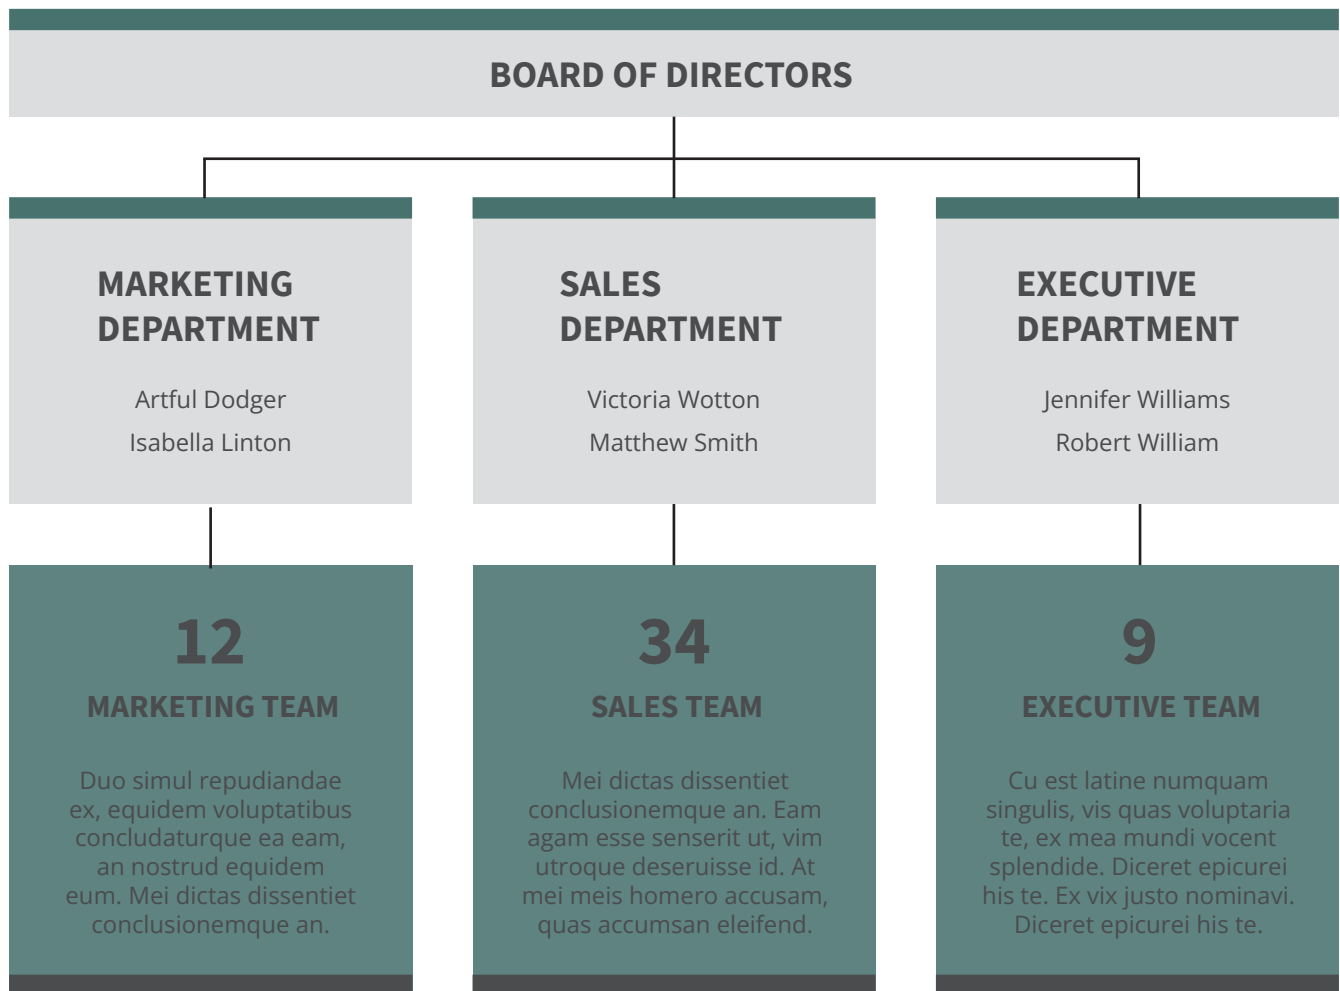 BOARD OF DIRECTORS
MARKETING
DEPARTMENT
Artful Dodger
Isabella Linton
SALES
DEPARTMENT
Victoria Wotton
Matthew Smith
EXECUTIVE
DEPARTMENT
Jennifer Williams
Robert William
12
MARKETING TEAM
Duo simul repudiandae
ex, equidem voluptatibus
concludaturque ea eam,
an nostrud equidem
eum. Mei dictas dissentiet
conclusionemque an.
34
SALES TEAM
Mei dictas dissentiet
conclusionemque an. Eam
agam esse senserit ut, vim
utroque deseruisse id. At
mei meis homero accusam,
quas accumsan eleifend.
9
EXECUTIVE TEAM
Cu est latine numquam
singulis, vis quas voluptaria
te, ex mea mundi vocent
splendide. Diceret epicurei
his te. Ex vix justo nominavi.
Diceret epicurei his te.